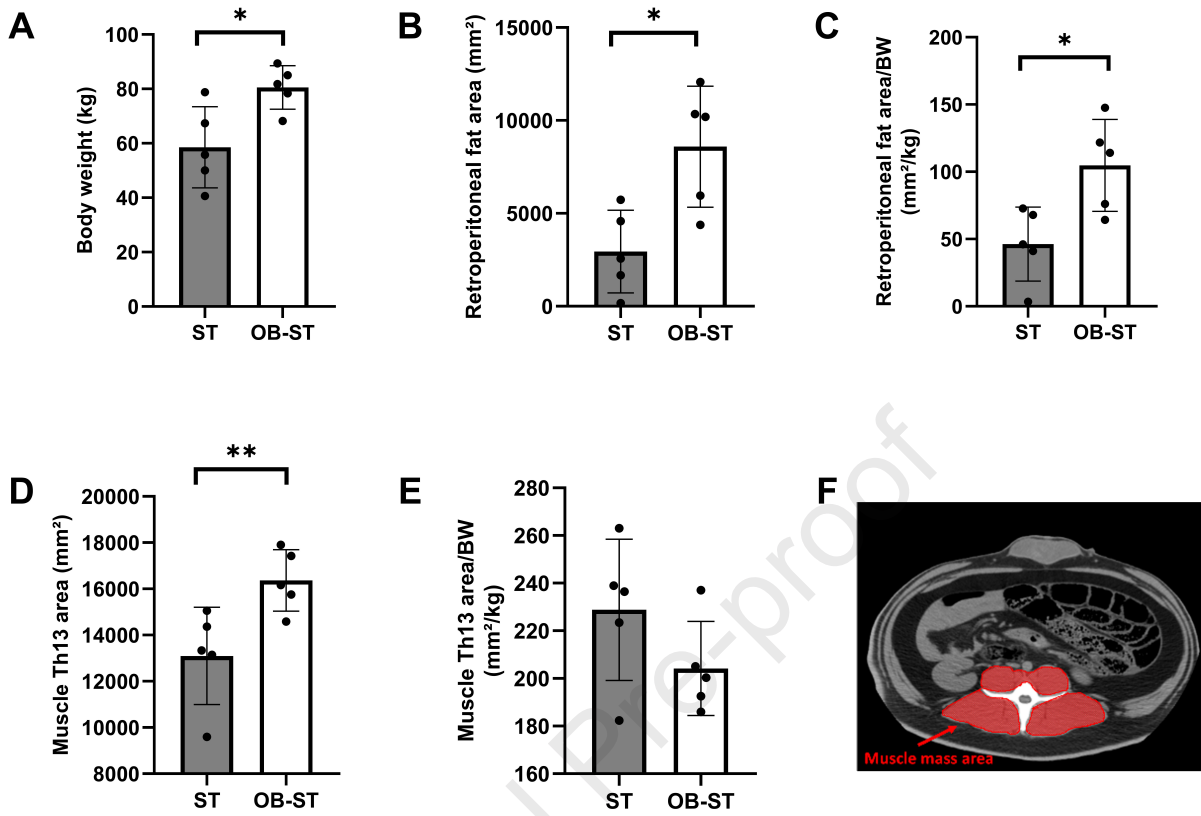 A
Body weight (kg)
100
80
60
40
20
0
*
ST
OB-ST
B
Retroperitoneal fat area (mm²)
15000
10000
5000
0
*
ST
OB-ST
C
Retroperitoneal fat area/BW
(mm²/kg)
200
150
100
50
0
*
ST
OB-ST
D
Muscle Th13 area (mm²)
20000
18000
16000
14000
12000
10000
8000
**
ST
OB-ST
E
Muscle Th13 area/BW
(mm²/kg)
280
260
240
220
200
180
160
ST
OB-ST
F
Muscle mass area
Pre-proof